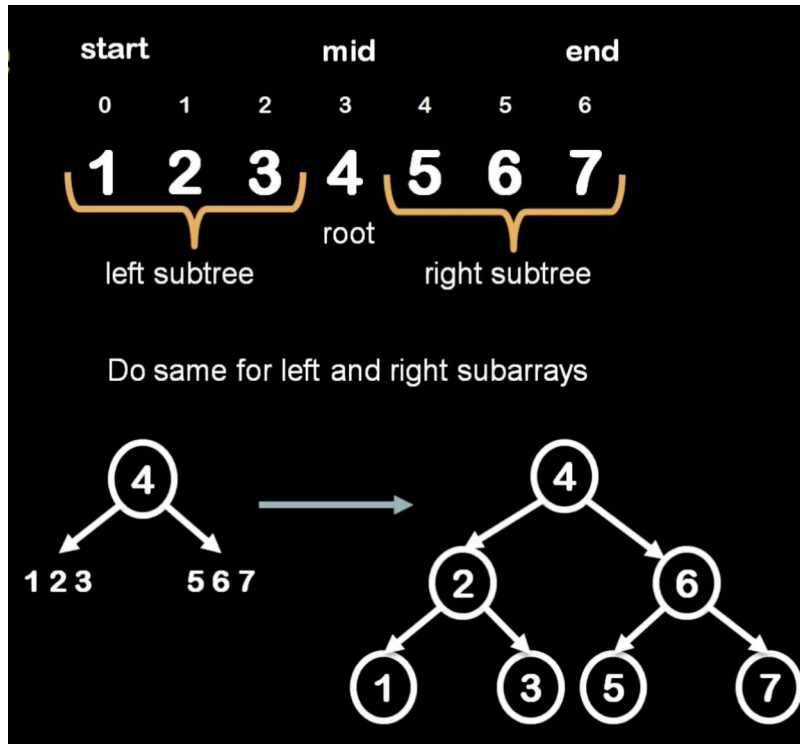 start mid end
0 1 2 3 4 5 6
1 2 3 4 5 6 7
root
left subtree right subtree
Do same for left and right subarrays
4 4
1 2 3 5 6 7 2 6
1 3 5 7